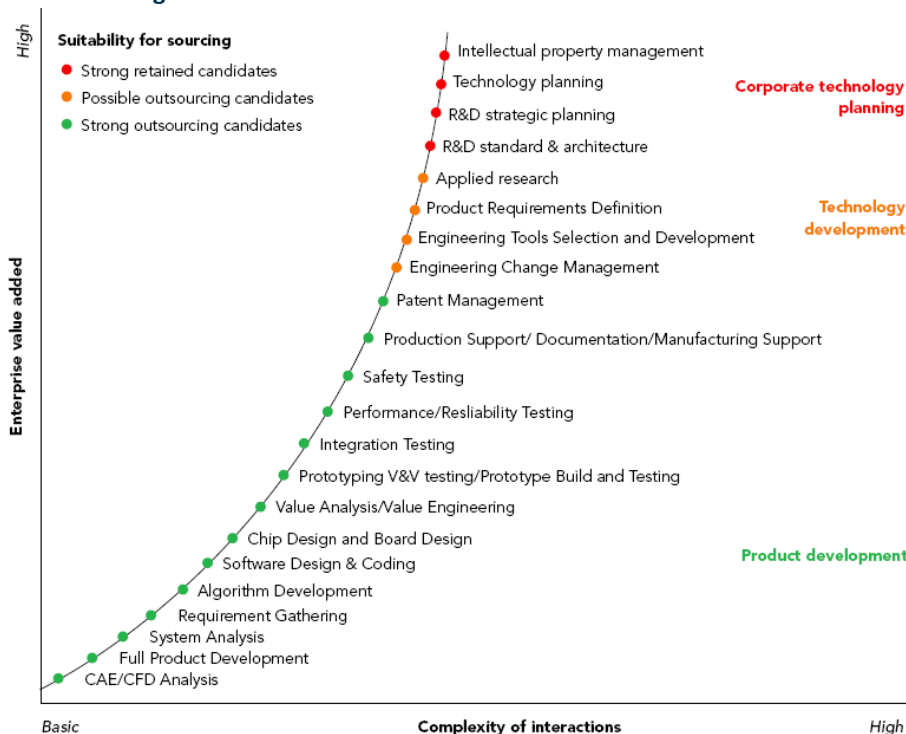 High
Suitability for sourcing
Strong retained candidates
Possible outsourcing candidates
Strong outsourcing candidates
Intellectual property management
Technology planning
R&D strategic planning
R&D standard & architecture
Applied research
Product Requirements Definition
Engineering Tools Selection and Development
Engineering Change Management
Patent Management
Production Support/ Documentation/Manufacturing Support
Safety Testing
Performance/Resliability Testing
Integration Testing
Prototyping V&V testing/Prototype Build and Testing
Value Analysis/Value Engineering
Chip Design and Board Design
Software Design & Coding
Algorithm Development
Requirement Gathering
System Analysis
Full Product Development
CAE/CFD Analysis
Corporate technology
planning
Technology
development
Product development
Enterprise value added
Basic
Complexity of interactions
High